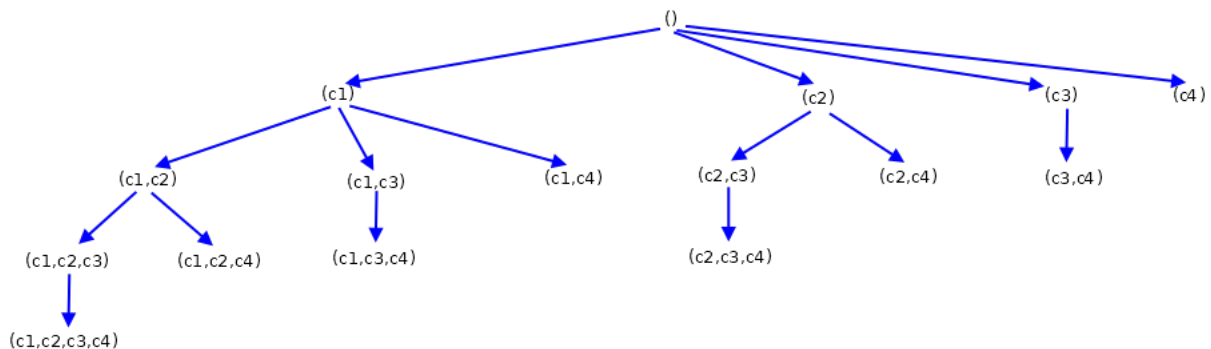 ()
(c1)
(c2)
(c3)
(c4)
(c1,c2)
(c1,c3)
(c1,c4)
(c2,c3)
(c2,c4)
(c3,c4)
(c1,c2,c3)
(c1,c2,c4)
(c1,c3,c4)
(c2,c3,c4)
(c1,c2,c3,c4)